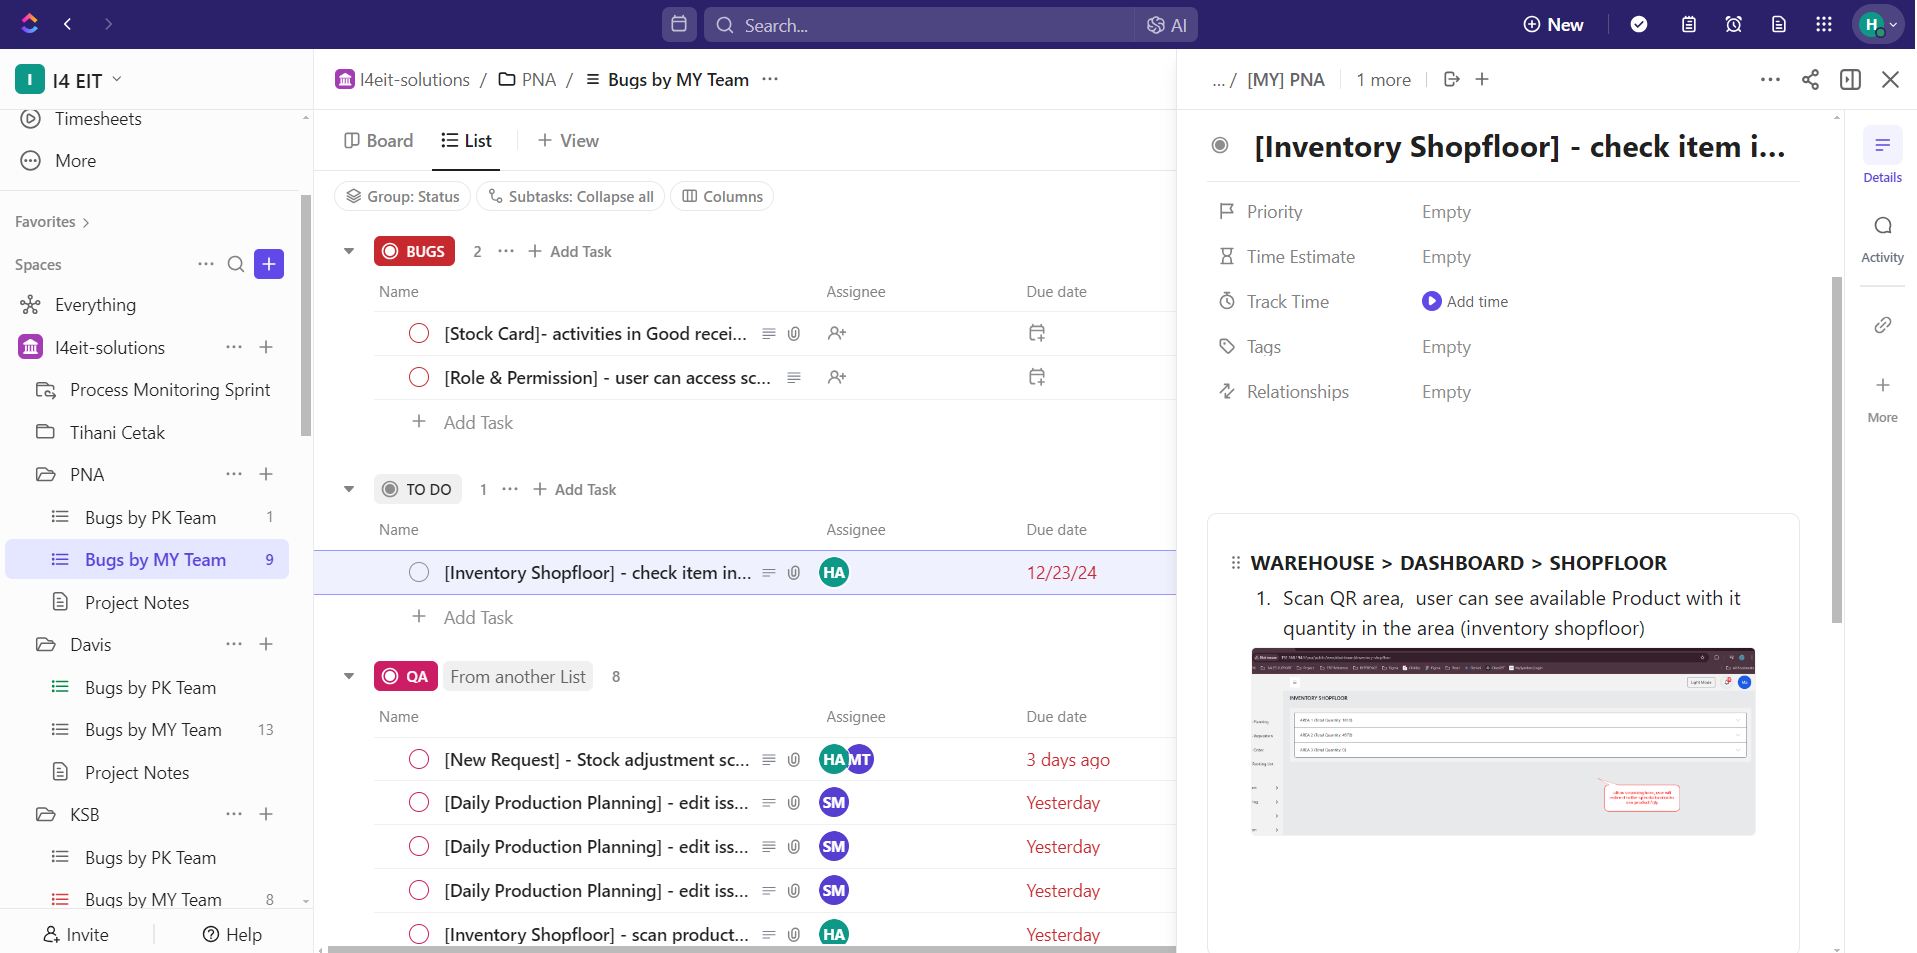 Search...
AI
New
H
I
I4 EIT
Timesheets
More
Favorites
Spaces
Everything
I4eit-solutions
Process Monitoring Sprint
Tihani Cetak
PNA
Bugs by PK Team 1
Bugs by MY Team 9
Project Notes
Davis
Bugs by PK Team
Bugs by MY Team 13
Project Notes
KSB
Bugs by PK Team
Bugs by MY Team 8
Invite
Help
I4eit-solutions / PNA / Bugs by MY Team ...
Board
List
View
Group: Status
Subtasks: Collapse all
Columns
BUGS 2 ... Add Task
Name Assignee Due date
[Stock Card]- activities in Good recei...
[Role & Permission] - user can access sc...
Add Task
TO DO 1 ... Add Task
Name Assignee Due date
[Inventory Shopfloor] - check item in... HA 12/23/24
Add Task
QA From another List 8
Name Assignee Due date
[New Request] - Stock adjustment sc... HA MT 3 days ago
[Daily Production Planning] - edit iss... SM Yesterday
[Daily Production Planning] - edit iss... SM Yesterday
[Daily Production Planning] - edit iss... SM Yesterday
[Inventory Shopfloor] - scan product... HA Yesterday
... / [MY] PNA 1 more
[Inventory Shopfloor] - check item i...
Priority Empty
Time Estimate Empty
Track Time Add time
Tags Empty
Relationships Empty
WAREHOUSE > DASHBOARD > SHOPFLOOR
1. Scan QR area, user can see available Product with it
quantity in the area (inventory shopfloor)
Light Mode
INVENTORY SHOPFLOOR
Details
Activity
More